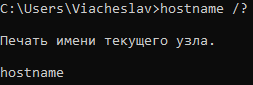 C:\Users\Viacheslav>hostname /?
Печать имени текущего узла.
hostname